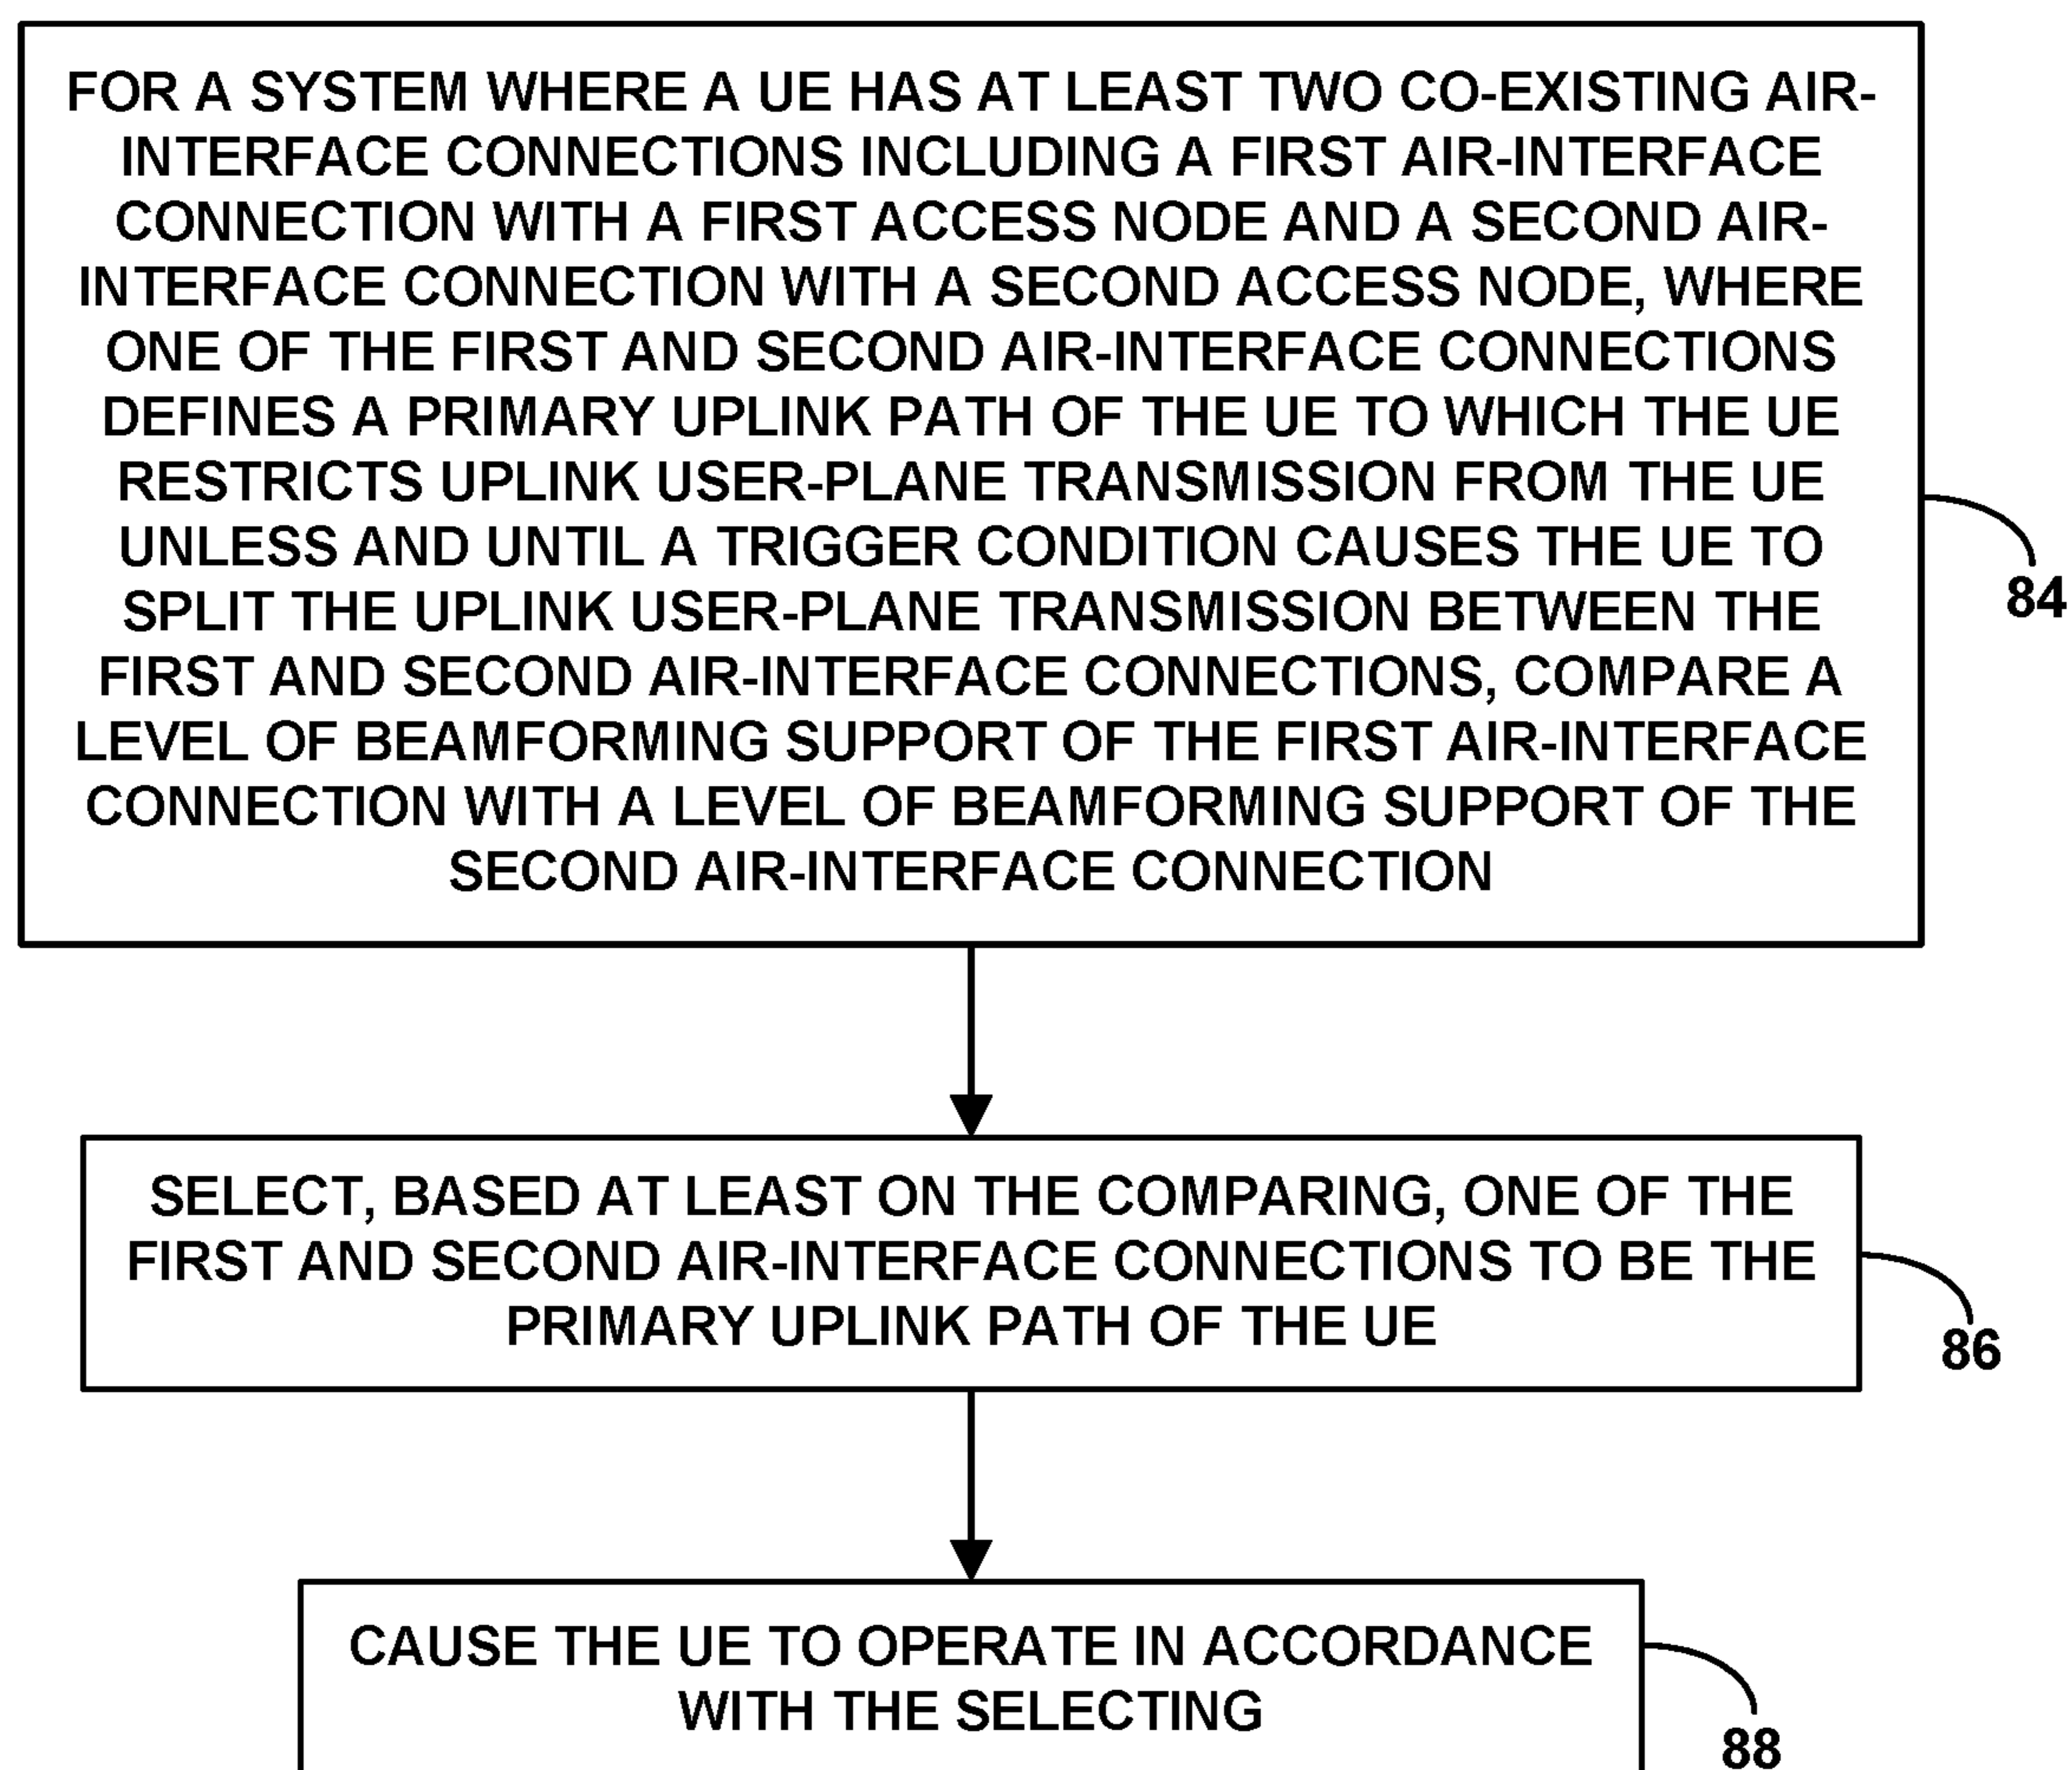 FOR A SYSTEM WHERE A UE HAS AT LEAST TWO CO-EXISTING AIR-
INTERFACE CONNECTIONS INCLUDING A FIRST AIR-INTERFACE
CONNECTION WITH A FIRST ACCESS NODE AND A SECOND AIR-
INTERFACE CONNECTION WITH A SECOND ACCESS NODE, WHERE
ONE OF THE FIRST AND SECOND AIR-INTERFACE CONNECTIONS
DEFINES A PRIMARY UPLINK PATH OF THE UE TO WHICH THE UE
RESTRICTS UPLINK USER-PLANE TRANSMISSION FROM THE UE
UNLESS AND UNTIL A TRIGGER CONDITION CAUSES THE UE TO
SPLIT THE UPLINK USER-PLANE TRANSMISSION BETWEEN THE
FIRST AND SECOND AIR-INTERFACE CONNECTIONS, COMPARE A
LEVEL OF BEAMFORMING SUPPORT OF THE FIRST AIR-INTERFACE
CONNECTION WITH A LEVEL OF BEAMFORMING SUPPORT OF THE
SECOND AIR-INTERFACE CONNECTION
84
SELECT, BASED AT LEAST ON THE COMPARING, ONE OF THE
FIRST AND SECOND AIR-INTERFACE CONNECTIONS TO BE THE
PRIMARY UPLINK PATH OF THE UE
86
CAUSE THE UE TO OPERATE IN ACCORDANCE
WITH THE SELECTING
88